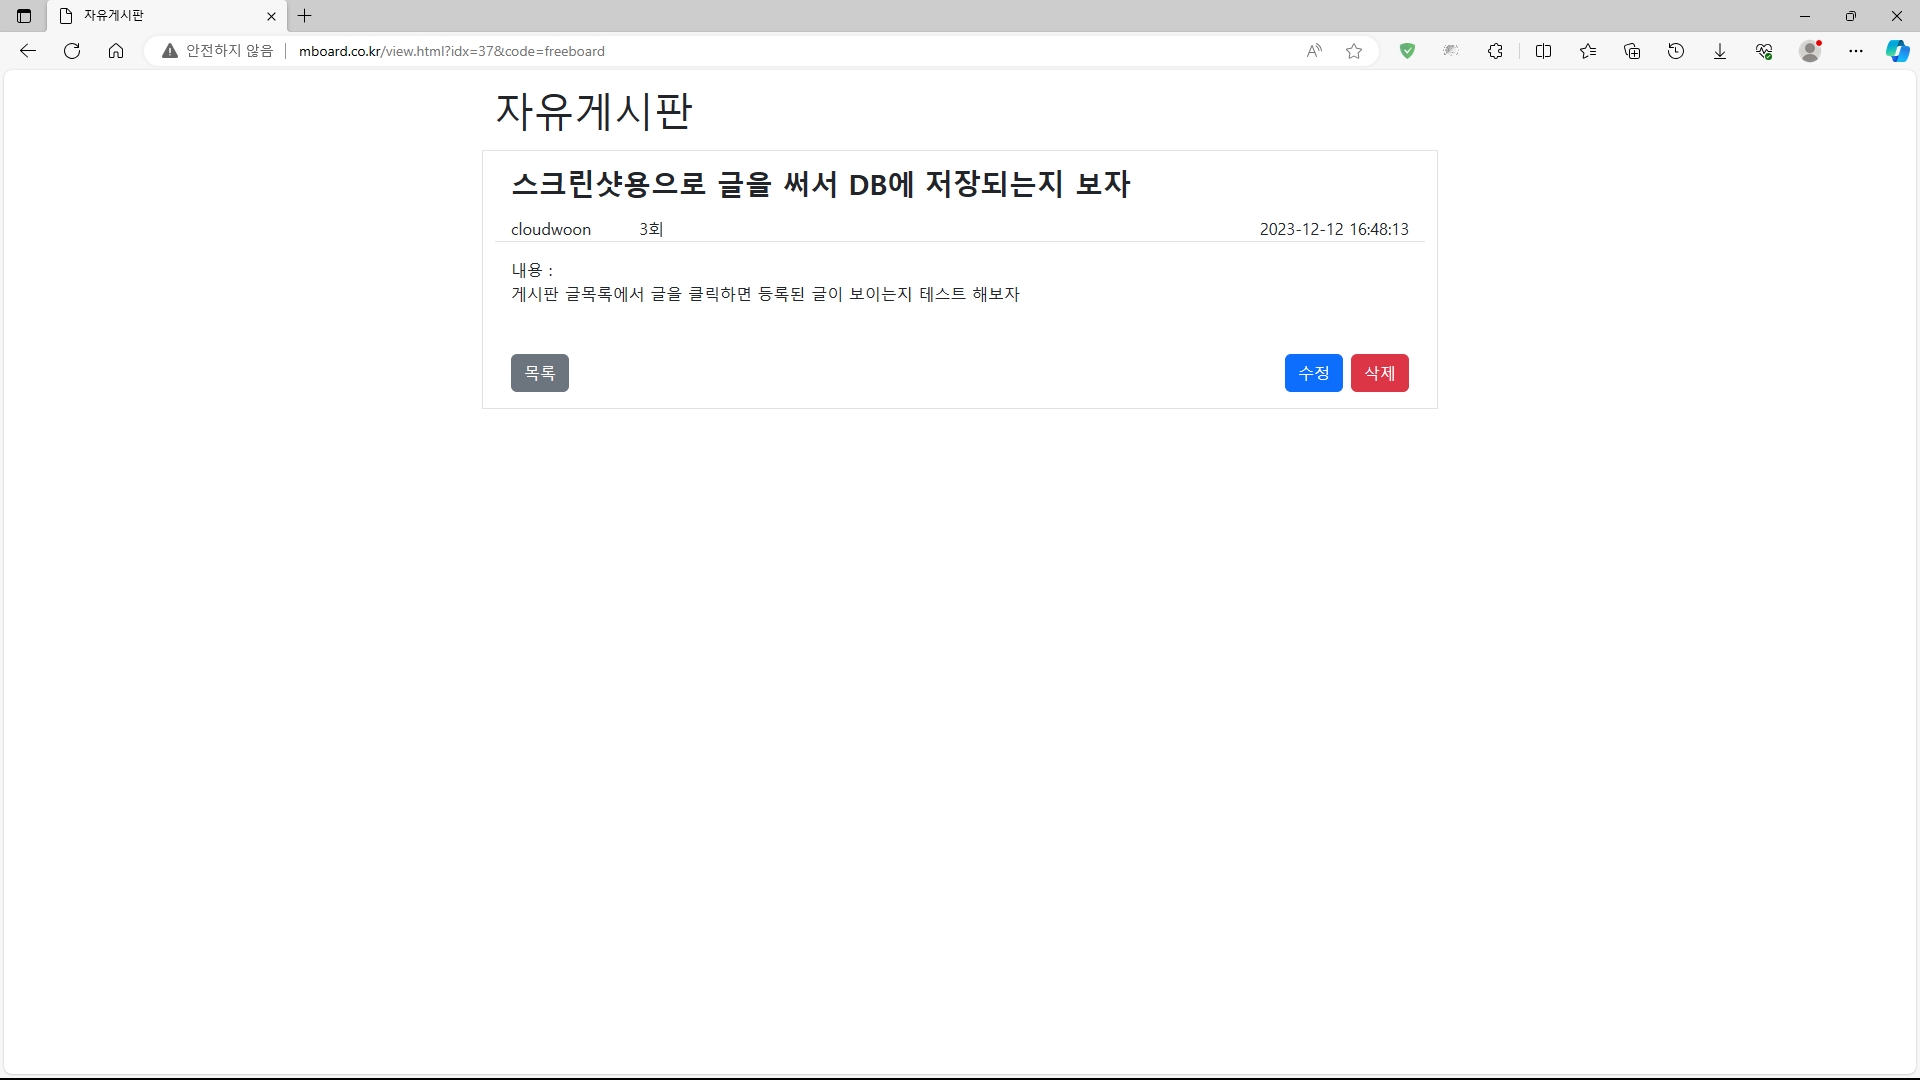 자유게시판
안전하지 않음 mboard.co.kr/view.html?idx=37&code=freeboard
자유게시판
스크린샷용으로 글을 써서 DB에 저장되는지 보자
cloudwoon 3회 2023-12-12 16:48:13
내용 :
게시판 글목록에서 글을 클릭하면 등록된 글이 보이는지 테스트 해보자
목록 수정 삭제